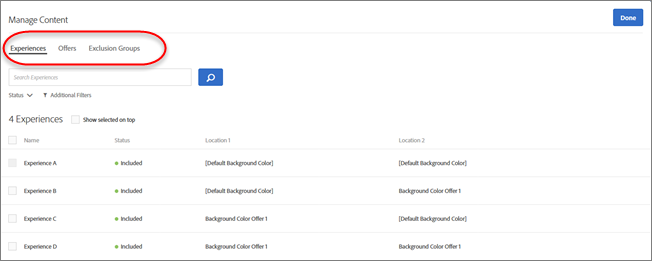 Manage Content
Done
Experiences Offers Exclusion Groups
Search Experiences
Status Additional Filters
4 Experiences Show selected on top
Name Status Location 1 Location 2
Experience A Included [Default Background Color] [Default Background Color]
Experience B Included [Default Background Color] Background Color Offer 1
Experience C Included Background Color Offer 1 [Default Background Color]
Experience D Included Background Color Offer 1 Background Color Offer 1